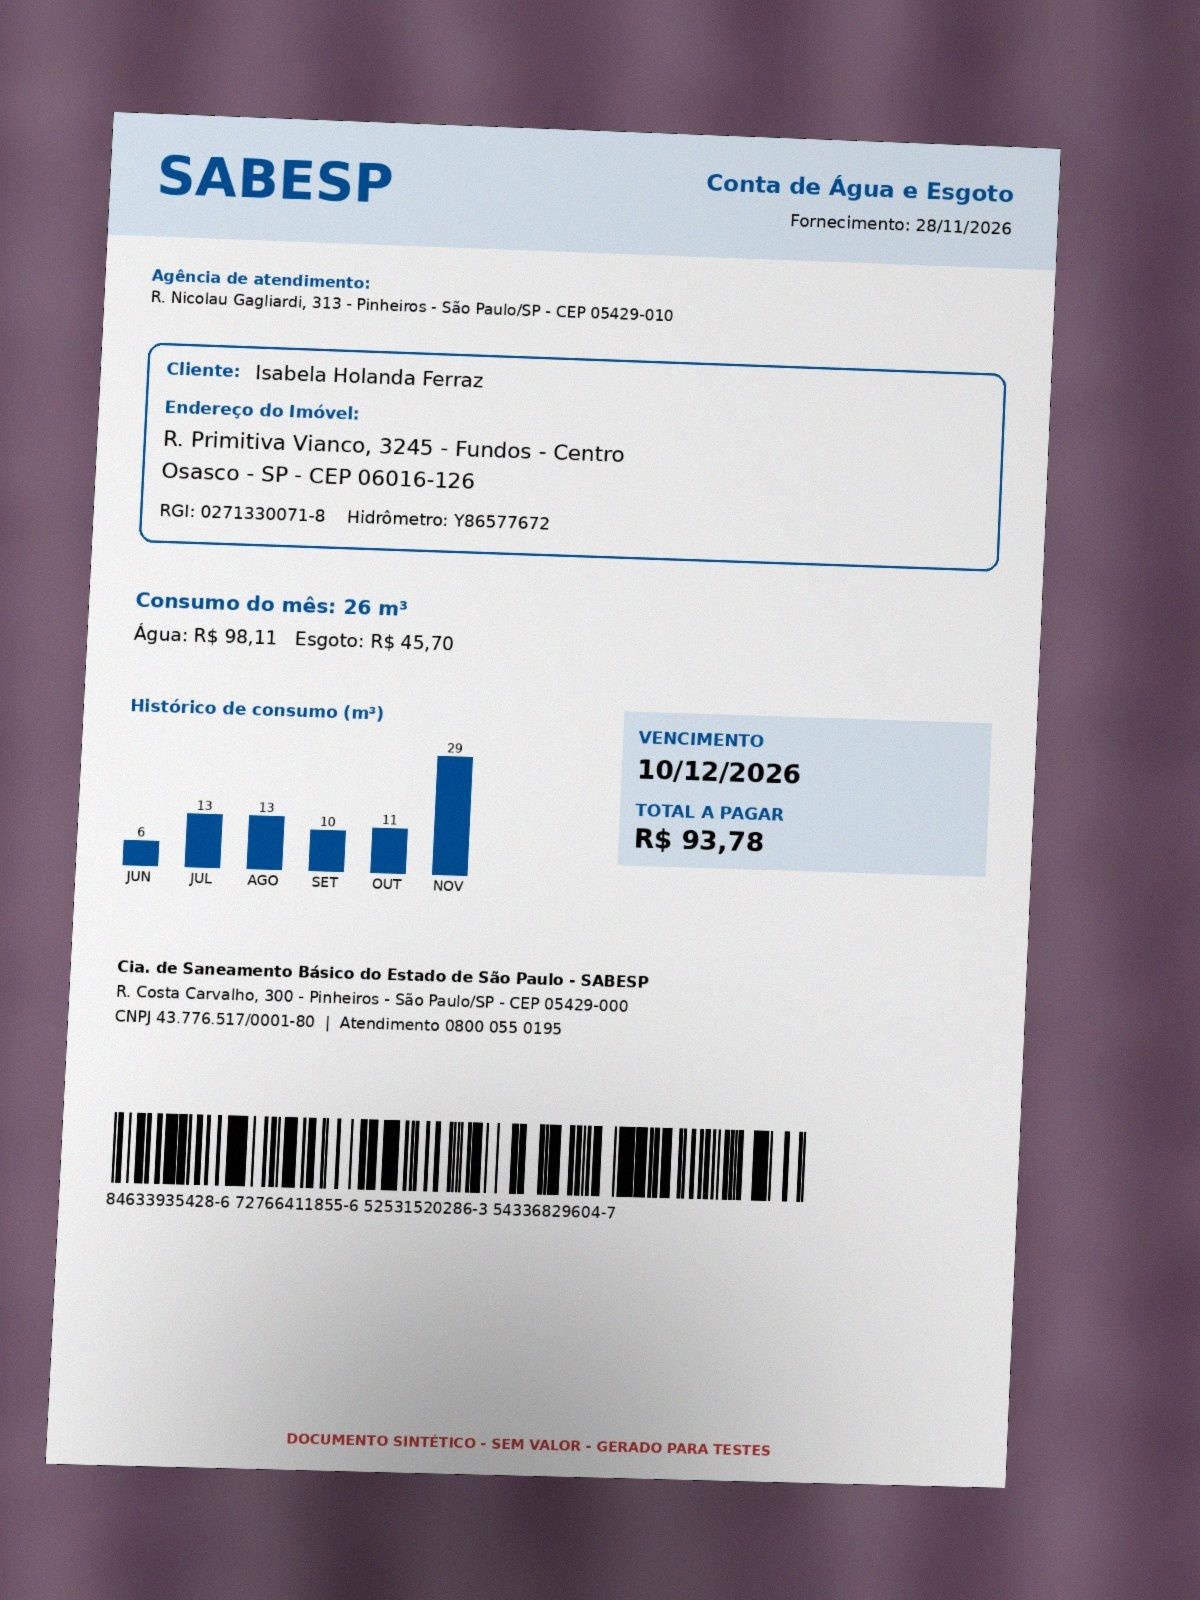 SABESP
Conta de Água e Esgoto
Fornecimento: 28/11/2026
Agência de atendimento:
R. Nicolau Gagliardi, 313 - Pinheiros - São Paulo/SP - CEP 05429-010
Cliente: Isabela Holanda Ferraz
Endereço do Imóvel:
R. Primitiva Vianco, 3245 - Fundos - Centro
Osasco - SP - CEP 06016-126
RGI: 0271330071-8 Hidrômetro: Y86577672
Consumo do mês: 26 m³
Água: R$ 98,11 Esgoto: R$ 45,70
Histórico de consumo (m³)
6 13 13 10 11 29
JUN JUL AGO SET OUT NOV
VENCIMENTO
10/12/2026
TOTAL A PAGAR
R$ 93,78
Cia. de Saneamento Básico do Estado de São Paulo - SABESP
R. Costa Carvalho, 300 - Pinheiros - São Paulo/SP - CEP 05429-000
CNPJ 43.776.517/0001-80 | Atendimento 0800 055 0195
84633935428-6 72766411855-6 52531520286-3 54336829604-7
DOCUMENTO SINTÉTICO - SEM VALOR - GERADO PARA TESTES